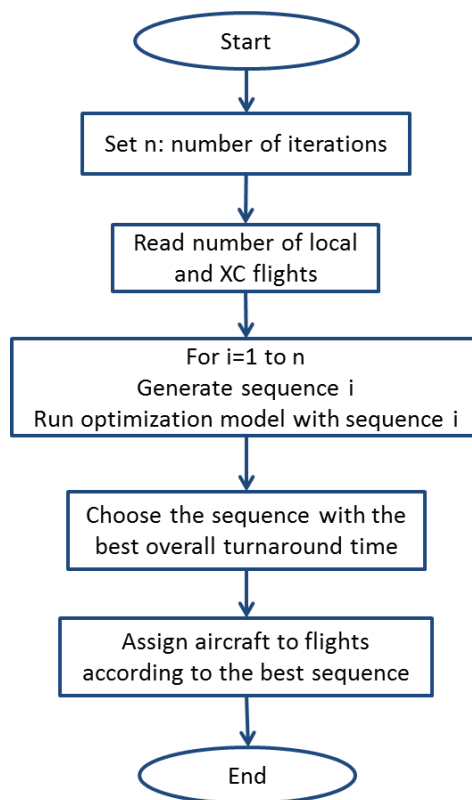 Start
Set n: number of iterations
Read number of local
and XC flights
For i=1 to n
Generate sequence i
Run optimization model with sequence i
Choose the sequence with the
best overall turnaround time
Assign aircraft to flights
according to the best sequence
End